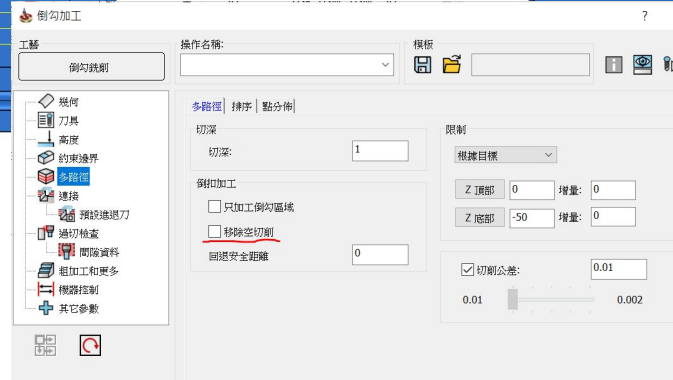 倒勾加工
?
工藝
倒勾銑削
操作名稱:
模板
幾何
刀具
高度
約束邊界
多路徑
連接
預設進退刀
過切檢查
間隙資料
粗加工和更多
機器控制
其它參數
多路徑 排序 點分佈
切深
切深: 1
倒扣加工
只加工倒勾區域
移除空切削
回退安全距離 0
限制
根據目標
Z 頂部 0 增量: 0
Z 底部 -50 增量: 0
切削公差: 0.01
0.01 0.002